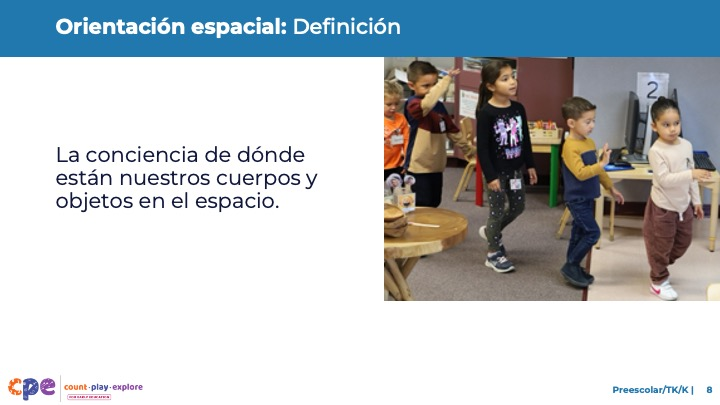 Orientación espacial: Definición
La conciencia de dónde
están nuestros cuerpos y
objetos en el espacio.
2
cpe
count·play·explore
Preescolar/TK/K | 8